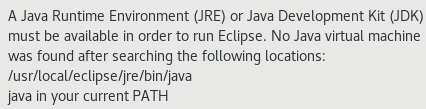 A Java Runtime Environment (JRE) or Java Development Kit (JDK)
must be available in order to run Eclipse. No Java virtual machine
was found after searching the following locations:
/usr/local/eclipse/jre/bin/java
java in your current PATH